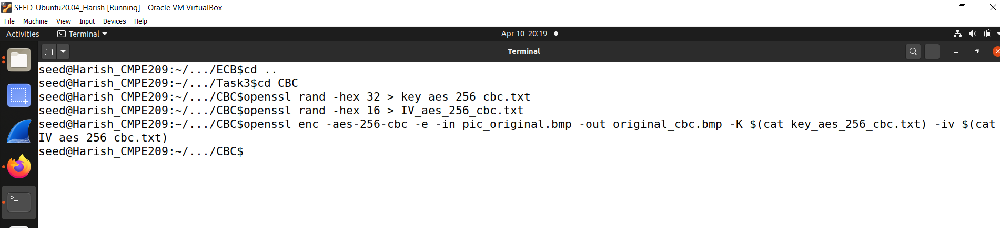 SEED-Ubuntu20.04_Harish [Running] - Oracle VM VirtualBox
File Machine View Input Devices Help
Activities Terminal Apr 10 20:19
Terminal
seed@Harish_CMPE209:~/.../ECB$cd ..
seed@Harish_CMPE209:~/.../Task3$cd CBC
seed@Harish_CMPE209:~/.../CBC$openssl rand -hex 32 > key_aes_256_cbc.txt
seed@Harish_CMPE209:~/.../CBC$openssl rand -hex 16 > IV_aes_256_cbc.txt
seed@Harish_CMPE209:~/.../CBC$openssl enc -aes-256-cbc -e -in pic_original.bmp -out original_cbc.bmp -K $(cat key_aes_256_cbc.txt) -iv $(cat
IV_aes_256_cbc.txt)
seed@Harish_CMPE209:~/.../CBC$